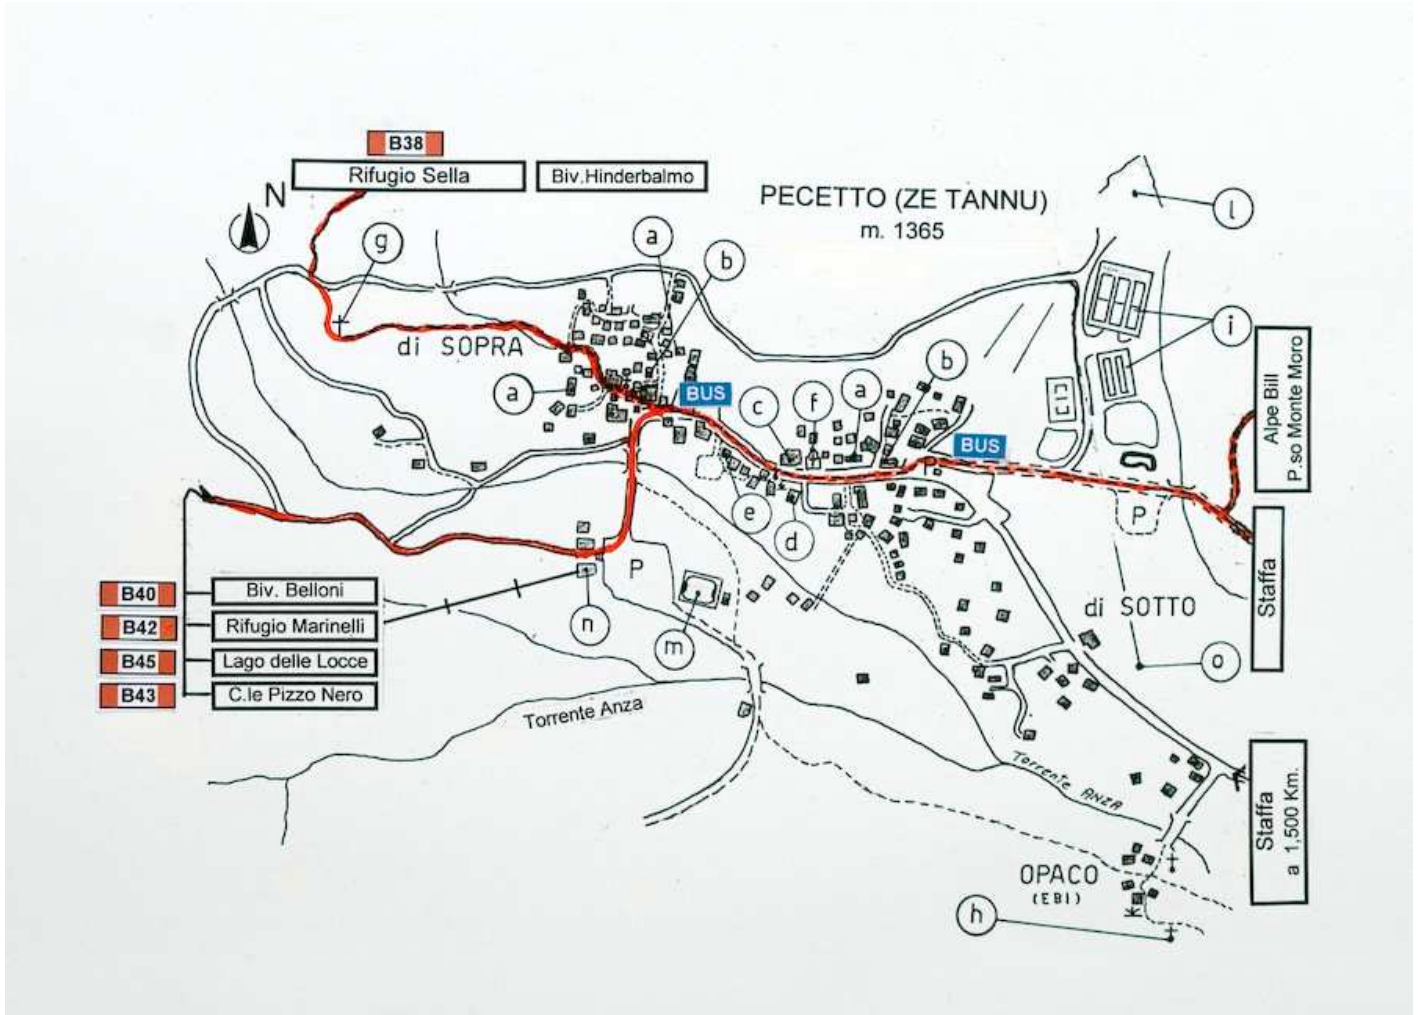 B38
Rifugio Sella
Biv.Hinderbalmo
N
PECETTO (ZE TANNU)
m. 1365
l
g
a
b
i
di SOPRA
a
BUS
c
f
a
b
BUS
Alpe Bill
P.so Monte Moro
e
d
P
P
Staffa
B40
Biv. Belloni
B42
Rifugio Marinelli
B45
Lago delle Locce
B43
C.le Pizzo Nero
n
m
di SOTTO
o
Torrente Anza
Torrente ANZA
Staffa
a 1,500 Km.
OPACO
(EBI)
h